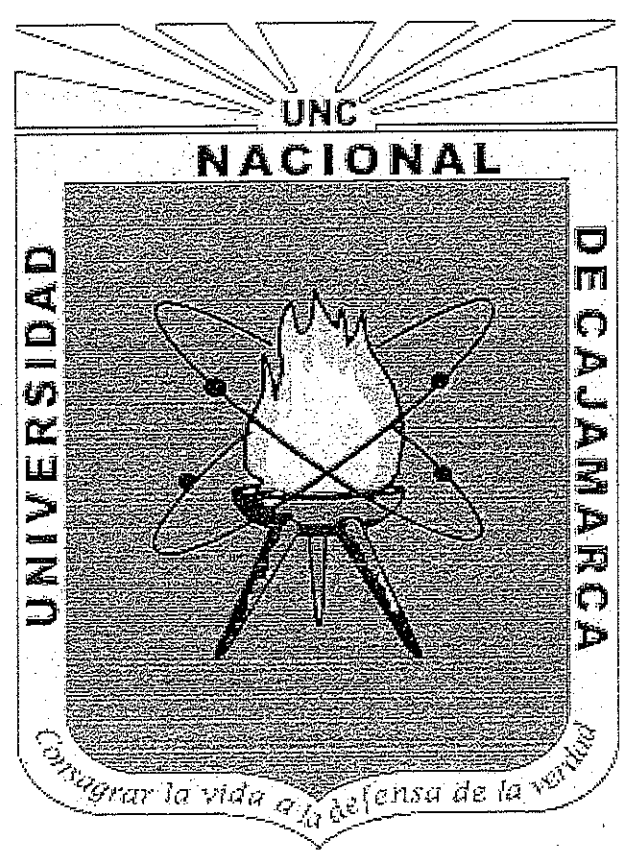 UNC
NACIONAL
UNIVERSIDAD
DE CAJAMARCA
Consagrar la vida a la defensa de la verdad